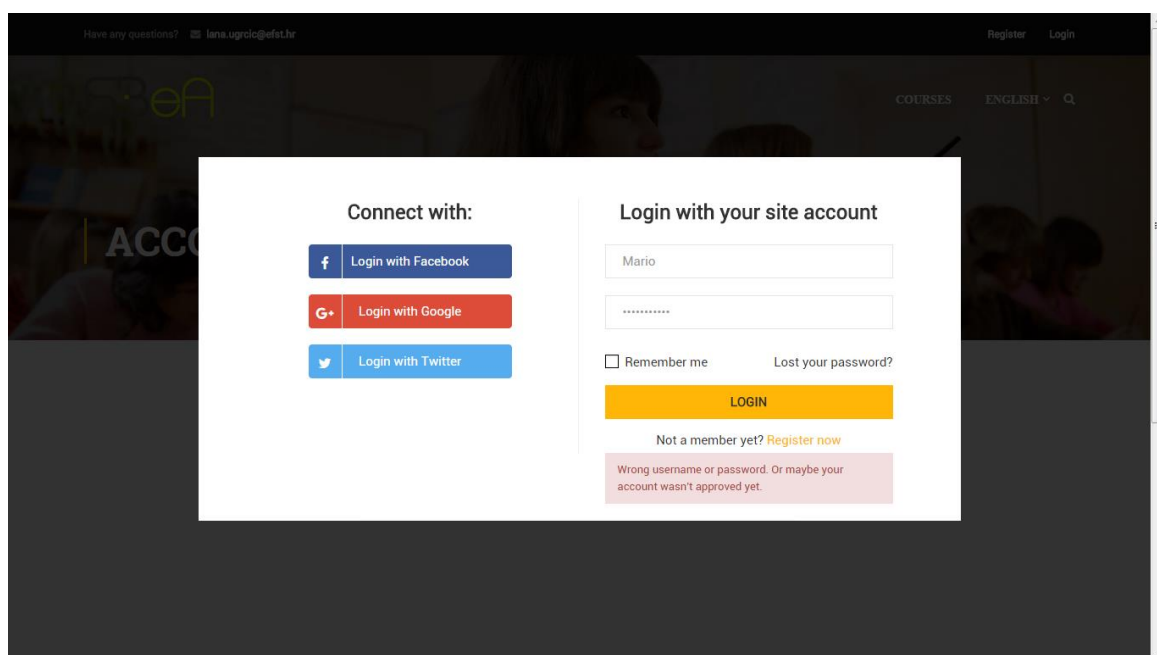 Have any questions? lana.ugrcic@efst.hr
Register Login
COURSES ENGLISH
Connect with:
Login with Facebook
Login with Google
Login with Twitter
Login with your site account
Mario
•••••••••••
Remember me Lost your password?
LOGIN
Not a member yet? Register now
Wrong username or password. Or maybe your
account wasn't approved yet.